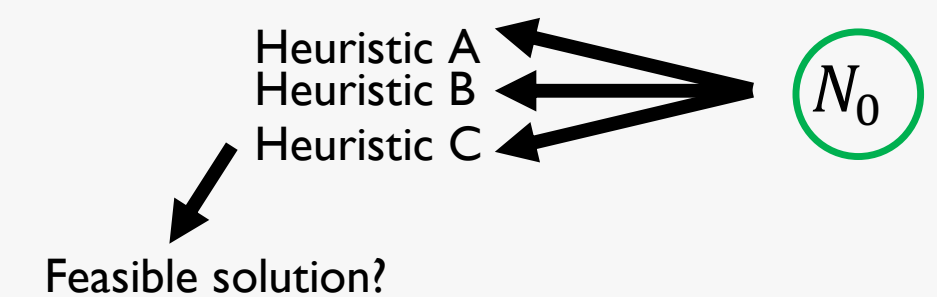 Heuristic A
Heuristic B
Heuristic C
N₀
Feasible solution?